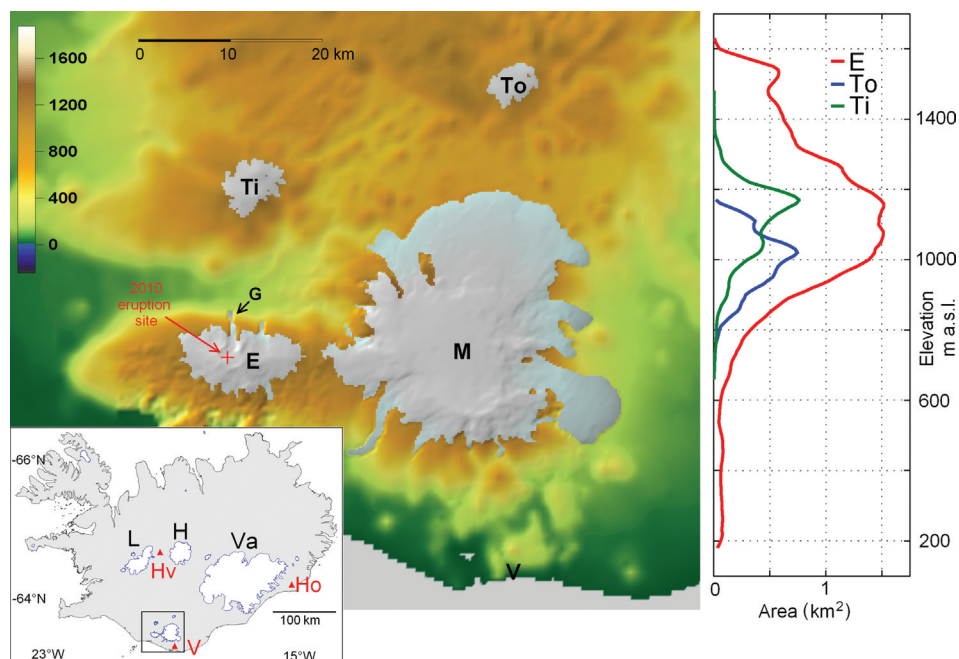 1600
1200
800
400
0
0 10 20 km
To
Ti
G
2010
eruption
site
E
M
V
-66°N
-64°N
23°W
15°W
L
H
Va
Hv
Ho
V
100 km
E
To
Ti
1400
1000
600
200
Elevation
m a.s.l.
0 1
Area (km2)